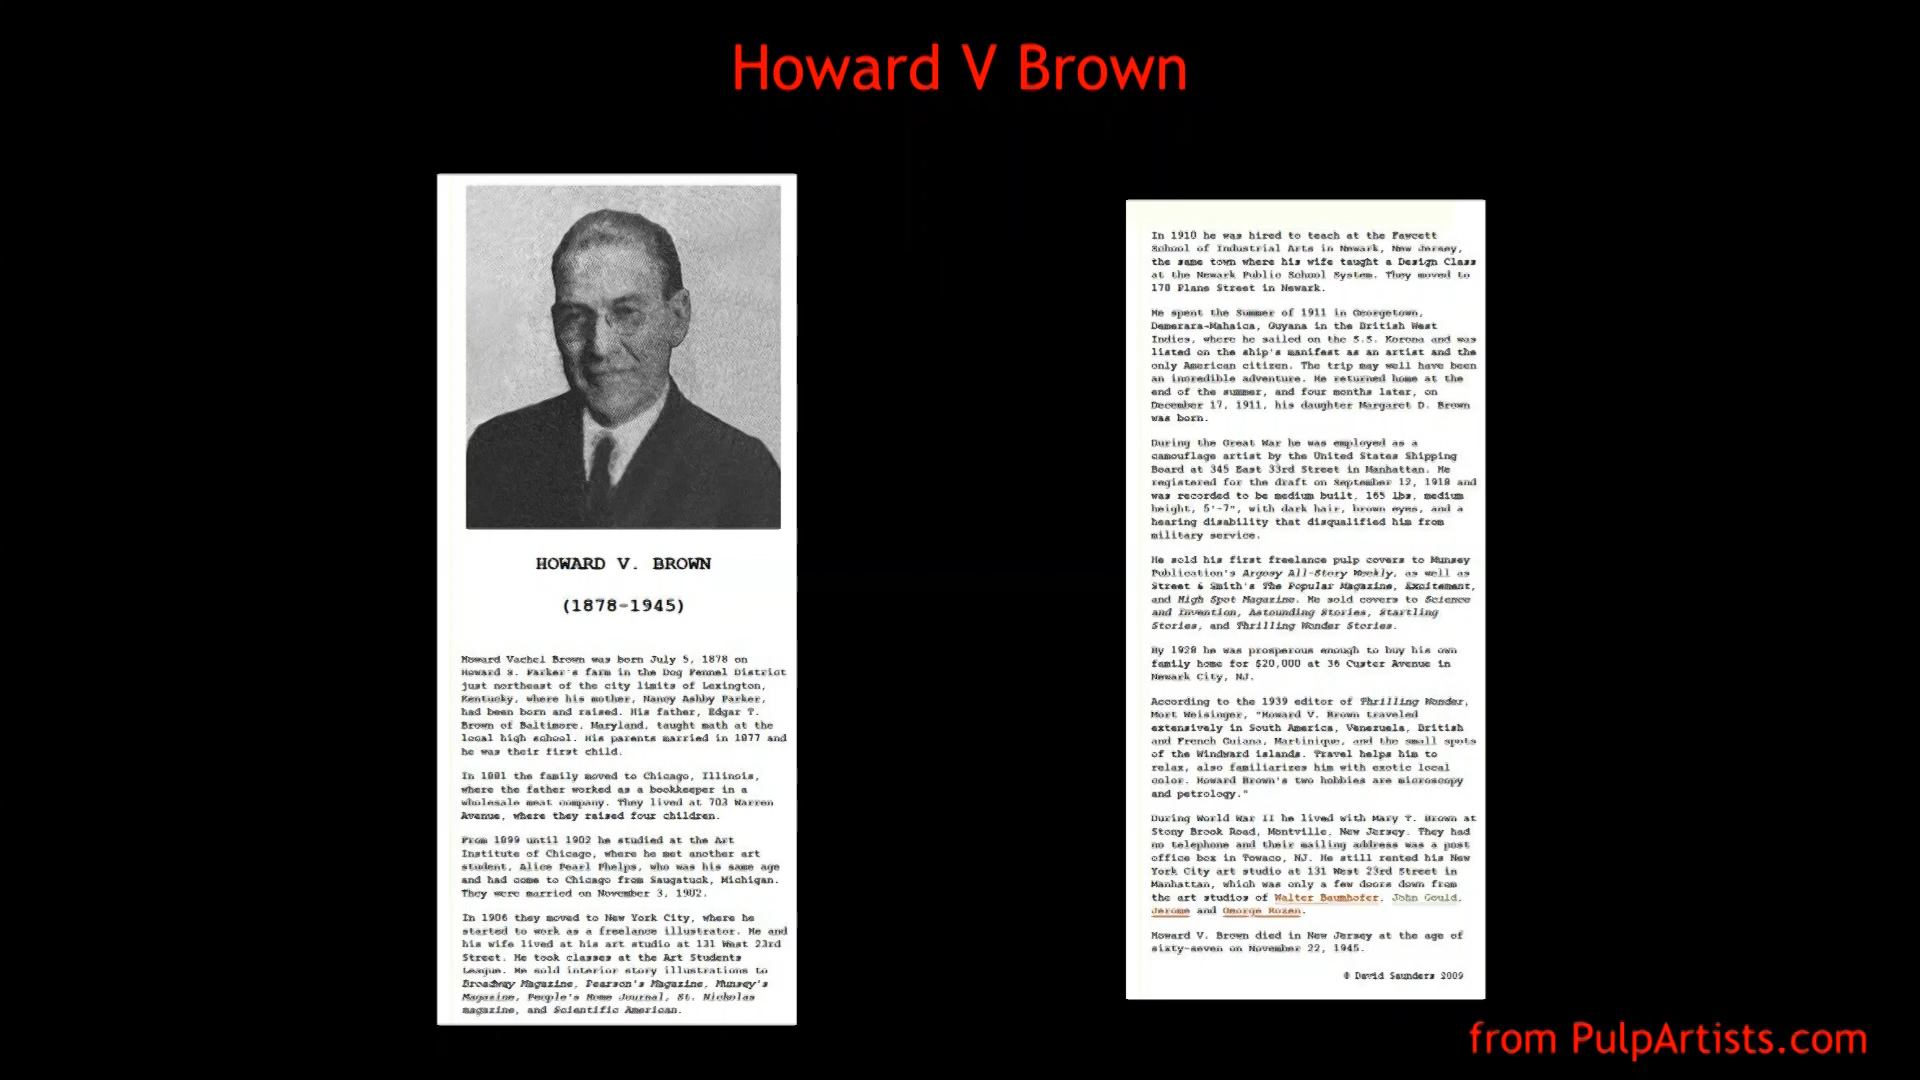 Howard V Brown
HOWARD V. BROWN
(1878-1945)
Howard Vachel Brown was born July 5, 1878 on
Howard S. Parker's farm in the Dog Fennel District
just northeast of the city limits of Lexington,
Kentucky, where his mother, Nancy Ashby Parker,
had been born and raised. His father, Edgar T.
Brown of Baltimore, Maryland, taught math at the
local high school. His parents married in 1877 and
he was their first child.
In 1881 the family moved to Chicago, Illinois,
where the father worked as a bookkeeper in a
wholesale meat company. They lived at 703 Warren
Avenue, where they raised four children.
From 1899 until 1902 he studied at the Art
Institute of Chicago, where he met another art
student, Alice Pearl Phelps, who was his same age
and had come to Chicago from Saugatuck, Michigan.
They were married on November 3, 1902.
In 1906 they moved to New York City, where he
started to work as a freelance illustrator. He and
his wife lived at his art studio at 131 West 23rd
Street. He took classes at the Art Students
League. He sold interior story illustrations to
Broadway Magazine, Pearson's Magazine, Munsey's
Magazine, People's Home Journal, St. Nicholas
magazine, and Scientific American.
In 1910 he was hired to teach at the Fawcett
School of Industrial Arts in Newark, New Jersey,
the same town where his wife taught a Design Class
at the Newark Public School System. They moved to
178 Plane Street in Newark.
He spent the Summer of 1911 in Georgetown,
Demerara-Mahaica, Guyana in the British West
Indies, where he sailed on the S.S. Korona and was
listed on the ship's manifest as an artist and the
only American citizen. The trip may well have been
an incredible adventure. He returned home at the
end of the summer, and four months later, on
December 17, 1911, his daughter Margaret D. Brown
was born.
During the Great War he was employed as a
camouflage artist by the United States Shipping
Board at 345 East 33rd Street in Manhattan. He
registered for the draft on September 12, 1918 and
was recorded to be medium built, 165 lbs, medium
height, 5'-7", with dark hair, brown eyes, and a
hearing disability that disqualified him from
military service.
He sold his first freelance pulp covers to Munsey
Publication's Argosy All-Story Weekly, as well as
Street & Smith's The Popular Magazine, Excitement,
and High Spot Magazine. He sold covers to Science
and Invention, Astounding Stories, Startling
Stories, and Thrilling Wonder Stories.
By 1928 he was prosperous enough to buy his own
family home for $20,000 at 36 Custer Avenue in
Newark City, NJ.
According to the 1939 editor of Thrilling Wonder,
Mort Weisinger, "Howard V. Brown traveled
extensively in South America, Venezuela, British
and French Guiana, Martinique, and the small spots
of the Windward islands. Travel helps him to
relax, also familiarizes him with exotic local
color. Howard Brown's two hobbies are microscopy
and petrology."
During World War II he lived with Mary T. Brown at
Stony Brook Road, Montville, New Jersey. They had
no telephone and their mailing address was a post
office box in Towaco, NJ. He still rented his New
York City art studio at 131 West 23rd Street in
Manhattan, which was only a few doors down from
the art studios of Walter Baumhofer, John Gould,
Jerome and George Rozen.
Howard V. Brown died in New Jersey at the age of
sixty-seven on November 22, 1945.
© David Saunders 2009
from PulpArtists.com